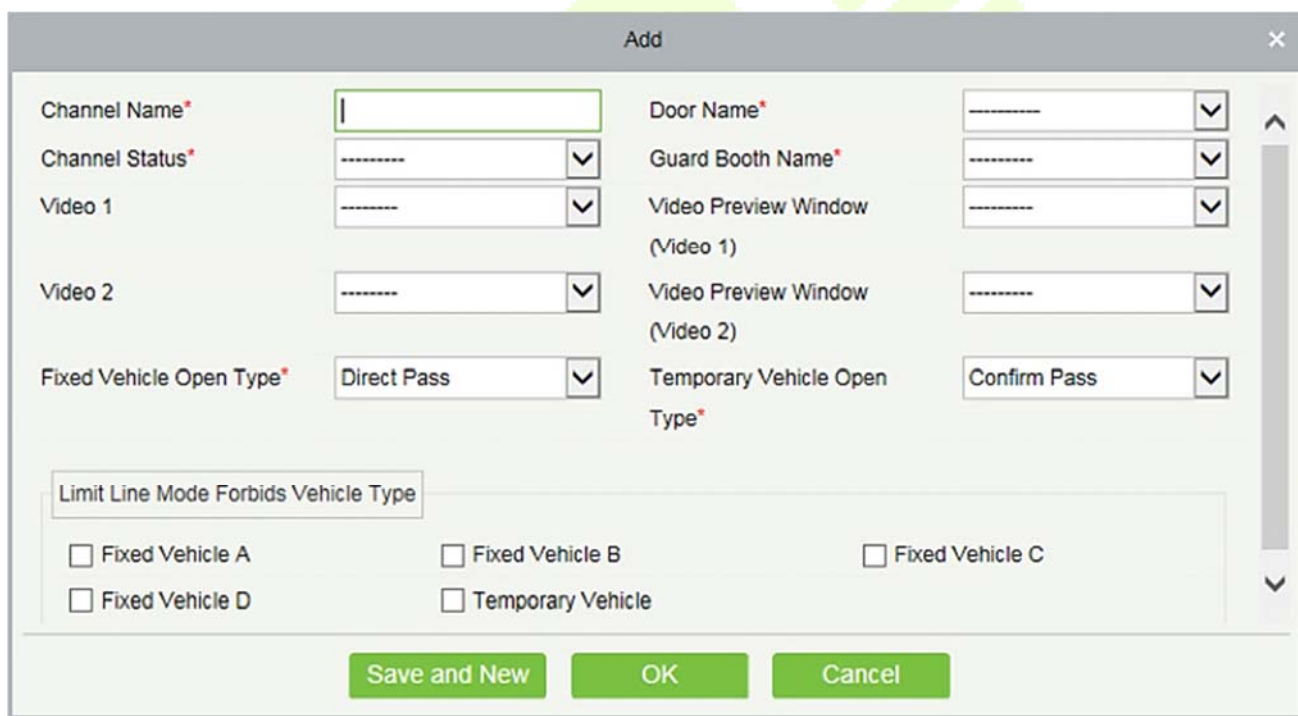 Add ×
Channel Name* Door Name* ----------
Channel Status* --------- Guard Booth Name* ---------
Video 1 -------- Video Preview Window ---------
(Video 1)
Video 2 -------- Video Preview Window ---------
(Video 2)
Fixed Vehicle Open Type* Direct Pass Temporary Vehicle Open Confirm Pass
Type*
Limit Line Mode Forbids Vehicle Type
Fixed Vehicle A Fixed Vehicle B Fixed Vehicle C
Fixed Vehicle D Temporary Vehicle
Save and New OK Cancel